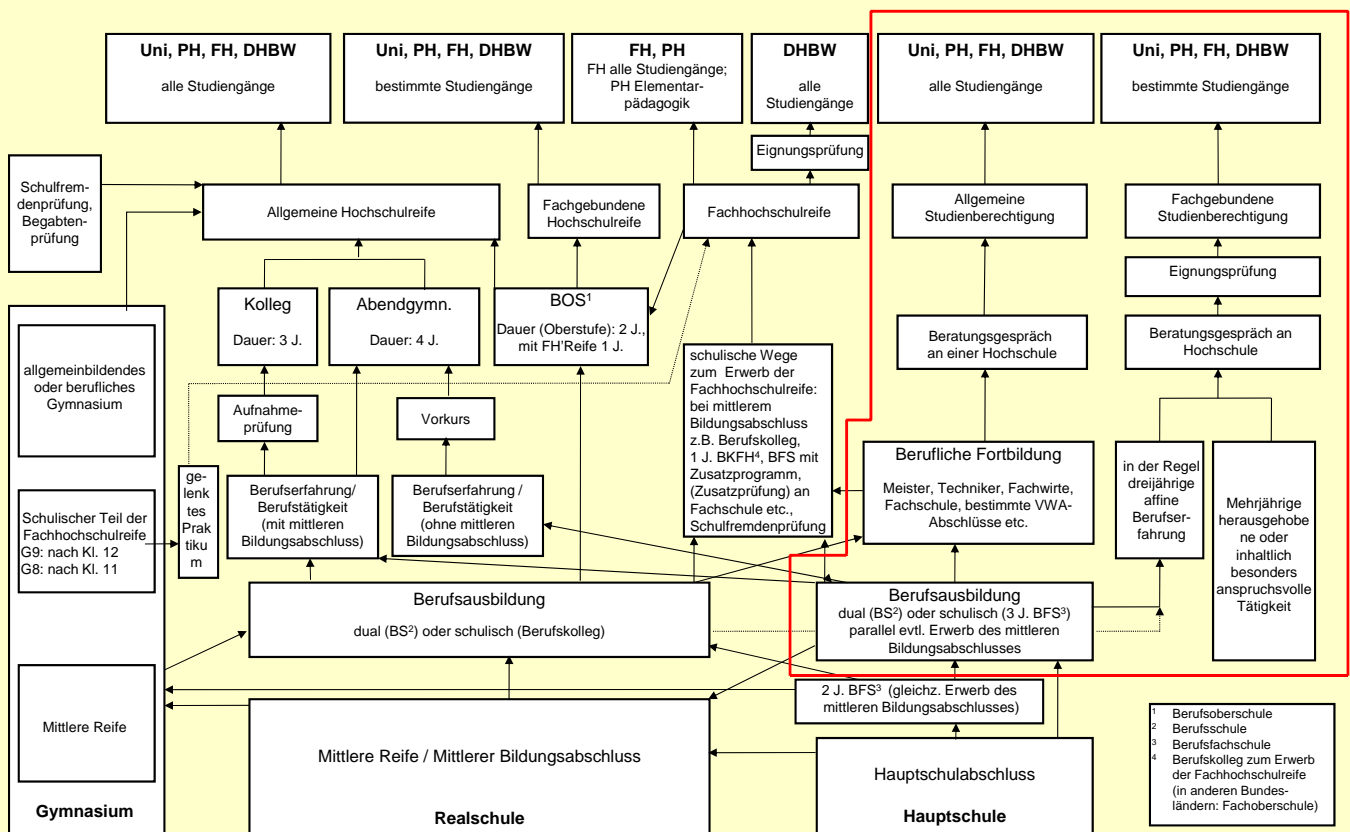 Uni, PH, FH, DHBW
alle Studiengänge
Uni, PH, FH, DHBW
bestimmte Studiengänge
FH, PH
FH alle Studiengänge;
PH Elementar-
pädagogik
DHBW
alle
Studiengänge
Uni, PH, FH, DHBW
alle Studiengänge
Uni, PH, FH, DHBW
bestimmte Studiengänge
Eignungsprüfung
Schulfrem-
denprüfung,
Begabten-
prüfung
Allgemeine Hochschulreife
Fachgebundene
Hochschulreife
Fachhochschulreife
Allgemeine
Studienberechtigung
Fachgebundene
Studienberechtigung
Eignungsprüfung
Kolleg
Dauer: 3 J.
Abendgymn.
Dauer: 4 J.
BOS¹
Dauer (Oberstufe): 2 J.,
mit FH'Reife 1 J.
Beratungsgespräch
an einer Hochschule
Beratungsgespräch an
Hochschule
allgemeinbildendes
oder berufliches
Gymnasium
Aufnahme-
prüfung
Vorkurs
schulische Wege
zum Erwerb der
Fachhochschulreife:
bei mittlerem
Bildungsabschluss
z.B. Berufskolleg,
1 J. BKFH⁴, BFS mit
Zusatzprogramm,
(Zusatzprüfung) an
Fachschule etc.,
Schulfremdenprüfung
Berufliche Fortbildung
Meister, Techniker, Fachwirte,
Fachschule, bestimmte VWA-
Abschlüsse etc.
in der Regel
dreijährige
affine
Berufser-
fahrung
Mehrjährige
herausgehobe
ne oder
inhaltlich
besonders
anspruchsvolle
Tätigkeit
Schulischer Teil der
Fachhochschulreife
G9: nach Kl. 12
G8: nach Kl. 11
ge-
lenk
tes
Prak
tiku
m
Berufserfahrung/
Berufstätigkeit
(mit mittleren
Bildungsabschluss)
Berufserfahrung /
Berufstätigkeit
(ohne mittleren
Bildungsabschluss)
Berufsausbildung
dual (BS²) oder schulisch (Berufskolleg)
Berufsausbildung
dual (BS²) oder schulisch (3 J. BFS³)
parallel evtl. Erwerb des mittleren
Bildungsabschlusses
2 J. BFS³ (gleichz. Erwerb des
mittleren Bildungsabschlusses)
Mittlere Reife
Gymnasium
Mittlere Reife / Mittlerer Bildungsabschluss
Realschule
Hauptschulabschluss
Hauptschule
¹ Berufsoberschule
² Berufsschule
³ Berufsfachschule
⁴ Berufskolleg zum Erwerb
der Fachhochschulreife
(in anderen Bundes-
ländern: Fachoberschule)